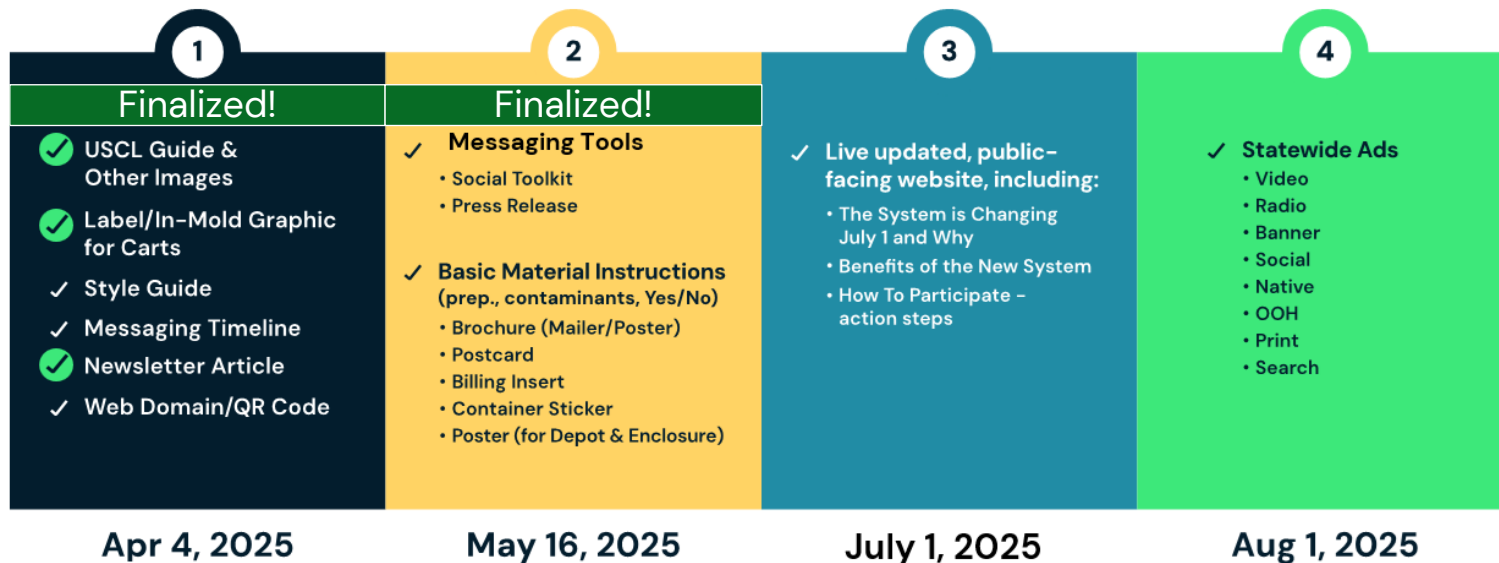 1
Finalized!
USCL Guide &
Other Images
Label/In-Mold Graphic
for Carts
Style Guide
Messaging Timeline
Newsletter Article
Web Domain/QR Code
Apr 4, 2025
2
Finalized!
Messaging Tools
• Social Toolkit
• Press Release
Basic Material Instructions
(prep., contaminants, Yes/No)
• Brochure (Mailer/Poster)
• Postcard
• Billing Insert
• Container Sticker
• Poster (for Depot & Enclosure)
May 16, 2025
3
Live updated, public-
facing website, including:
• The System is Changing
July 1 and Why
• Benefits of the New System
• How To Participate -
action steps
July 1, 2025
4
Statewide Ads
• Video
• Radio
• Banner
• Social
• Native
• OOH
• Print
• Search
Aug 1, 2025